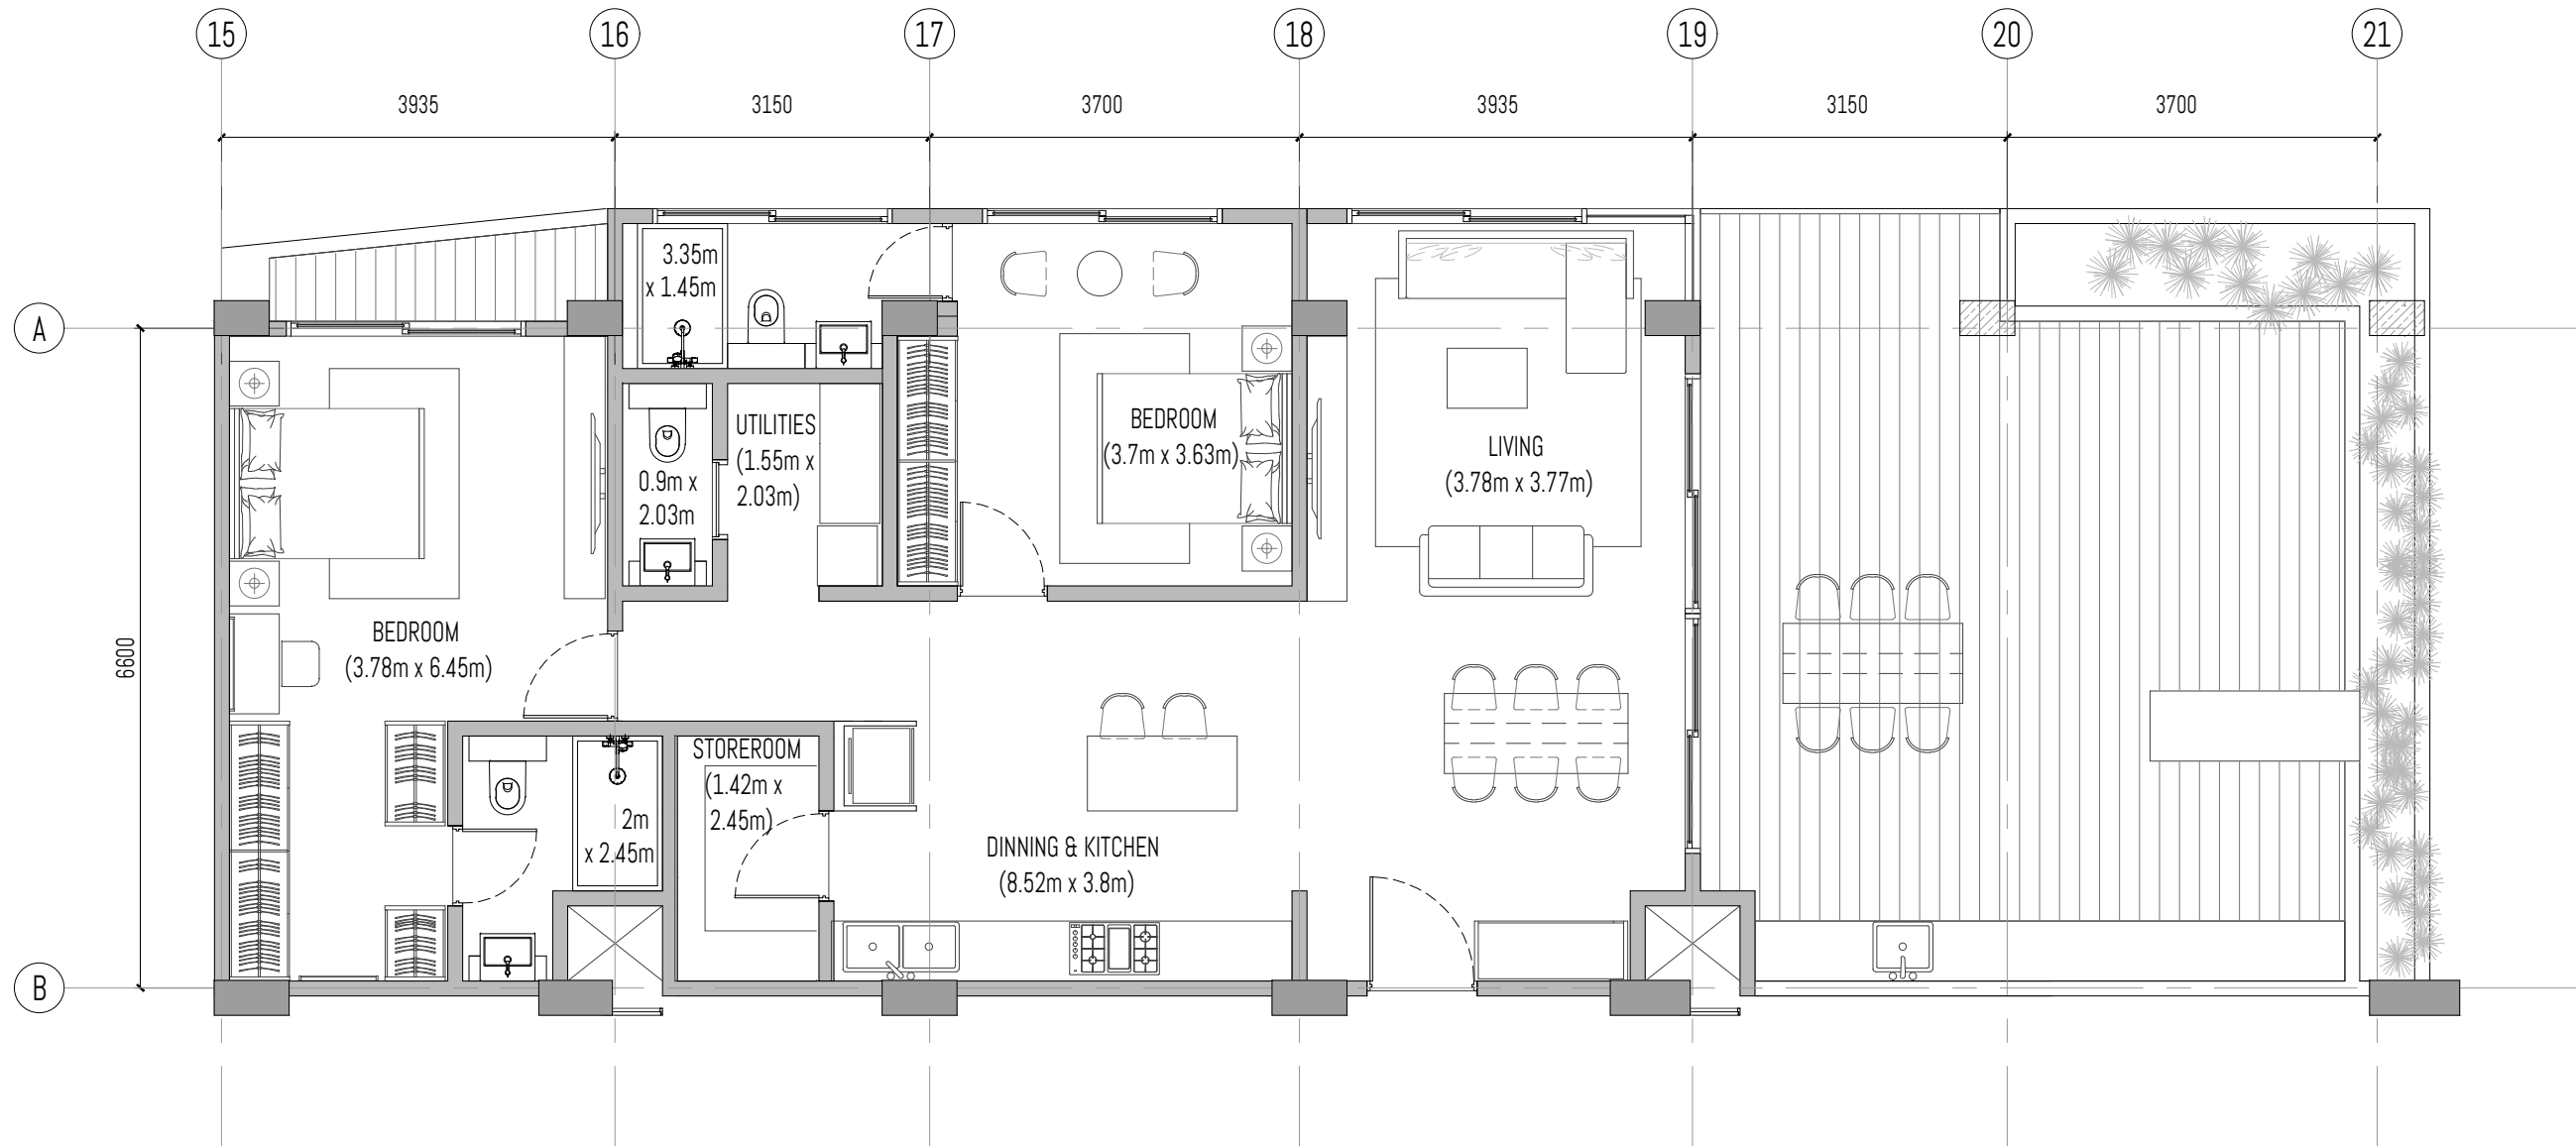 15 16 17 18 19 20 21
3935 3150 3700 3935 3150 3700
A
B
6600
3.35m
x 1.45m
UTILITIES
(1.55m x
2.03m)
0.9m x
2.03m
BEDROOM
(3.7m x 3.63m)
LIVING
(3.78m x 3.77m)
BEDROOM
(3.78m x 6.45m)
STOREROOM
(1.42m x
2.45m)
2m
x 2.45m
DINNING & KITCHEN
(8.52m x 3.8m)